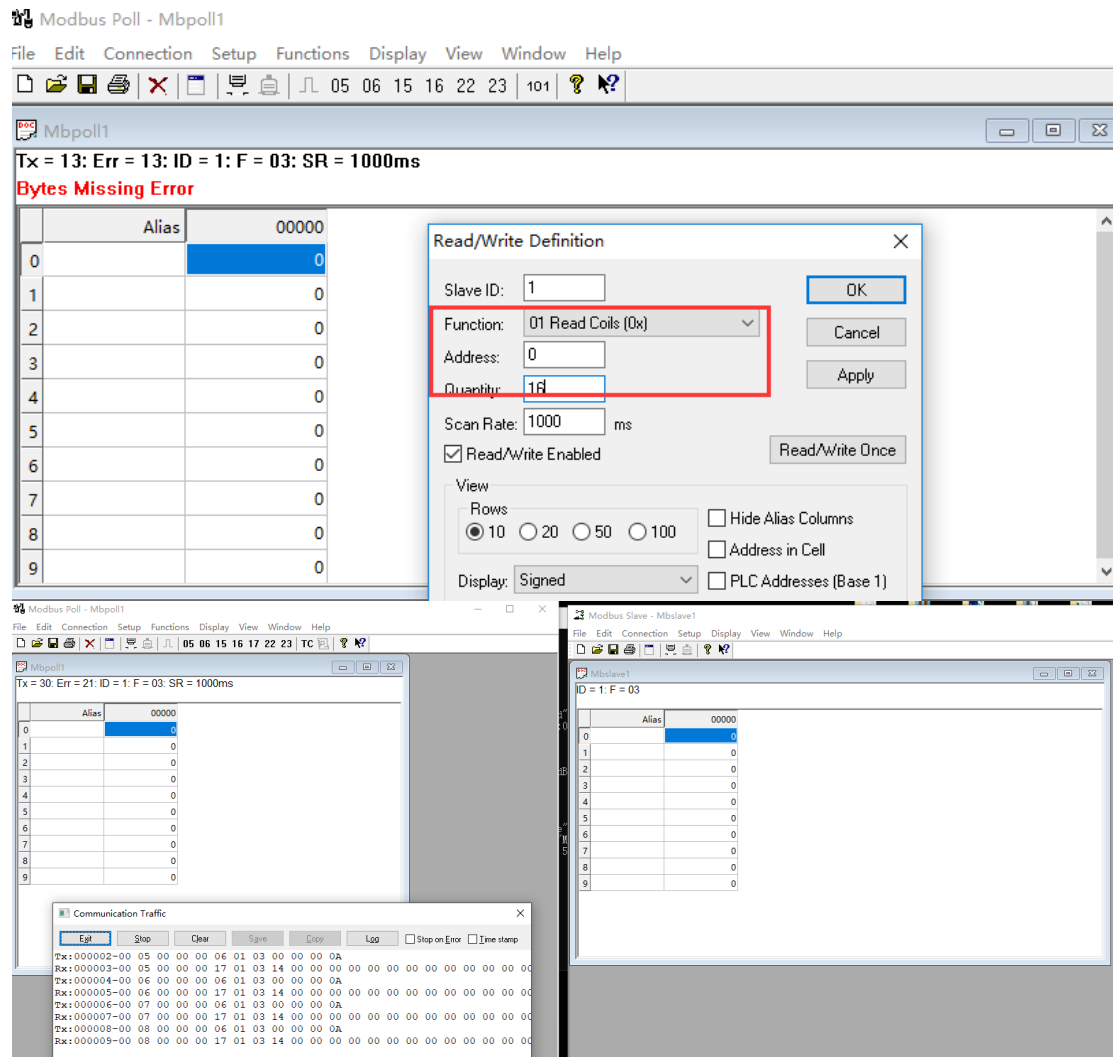 Modbus Poll - Mbpoll1
File Edit Connection Setup Functions Display View Window Help
05 06 15 16 22 23 101
Mbpoll1
Tx = 13: Err = 13: ID = 1: F = 03: SR = 1000ms
Bytes Missing Error
Alias 00000
0 0
1 0
2 0
3 0
4 0
5 0
6 0
7 0
8 0
9 0
Read/Write Definition
Slave ID: 1
OK
Function: 01 Read Coils (0x)
Cancel
Address: 0
Apply
Quantity: 16
Scan Rate: 1000 ms
Read/Write Enabled
Read/Write Once
View
Rows
10 20 50 100
Hide Alias Columns
Address in Cell
Display: Signed
PLC Addresses (Base 1)
Modbus Poll - Mbpoll1
File Edit Connection Setup Functions Display View Window Help
05 06 15 16 17 22 23 TC
Mbpoll1
Tx = 30: Err = 21: ID = 1: F = 03: SR = 1000ms
Alias 00000
0 0
1 0
2 0
3 0
4 0
5 0
6 0
7 0
8 0
9 0
Communication Traffic
Exit Stop Clear Save Copy Log Stop on Error Time stamp
Tx:000002-00 05 00 00 00 06 01 03 00 00 00 0A
Rx:000003-00 05 00 00 00 17 01 03 14 00 00 00 00 00 00 00 00 00 00 00 00 00
Tx:000004-00 06 00 00 00 06 01 03 00 00 00 0A
Rx:000005-00 06 00 00 00 17 01 03 14 00 00 00 00 00 00 00 00 00 00 00 00 00
Tx:000006-00 07 00 00 00 06 01 03 00 00 00 0A
Rx:000007-00 07 00 00 00 17 01 03 14 00 00 00 00 00 00 00 00 00 00 00 00 00
Tx:000008-00 08 00 00 00 06 01 03 00 00 00 0A
Rx:000009-00 08 00 00 00 17 01 03 14 00 00 00 00 00 00 00 00 00 00 00 00 00
Modbus Slave - Mbslave1
File Edit Connection Setup Display View Window Help
Mbslave1
ID = 1: F = 03
Alias 00000
0 0
1 0
2 0
3 0
4 0
5 0
6 0
7 0
8 0
9 0